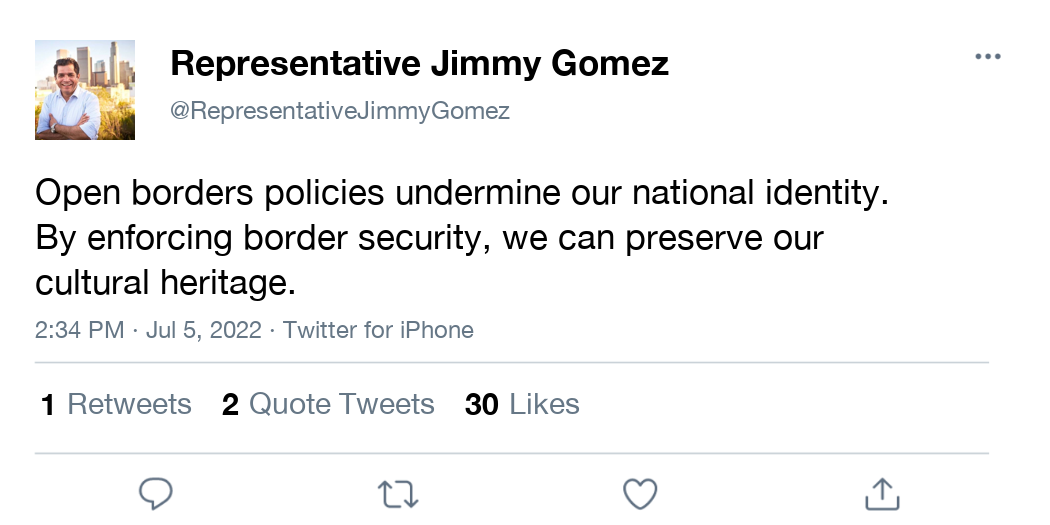 Representative Jimmy Gomez
@RepresentativeJimmyGomez
Open borders policies undermine our national identity.
By enforcing border security, we can preserve our
cultural heritage.
2:34 PM · Jul 5, 2022 · Twitter for iPhone
1 Retweets 2 Quote Tweets 30 Likes